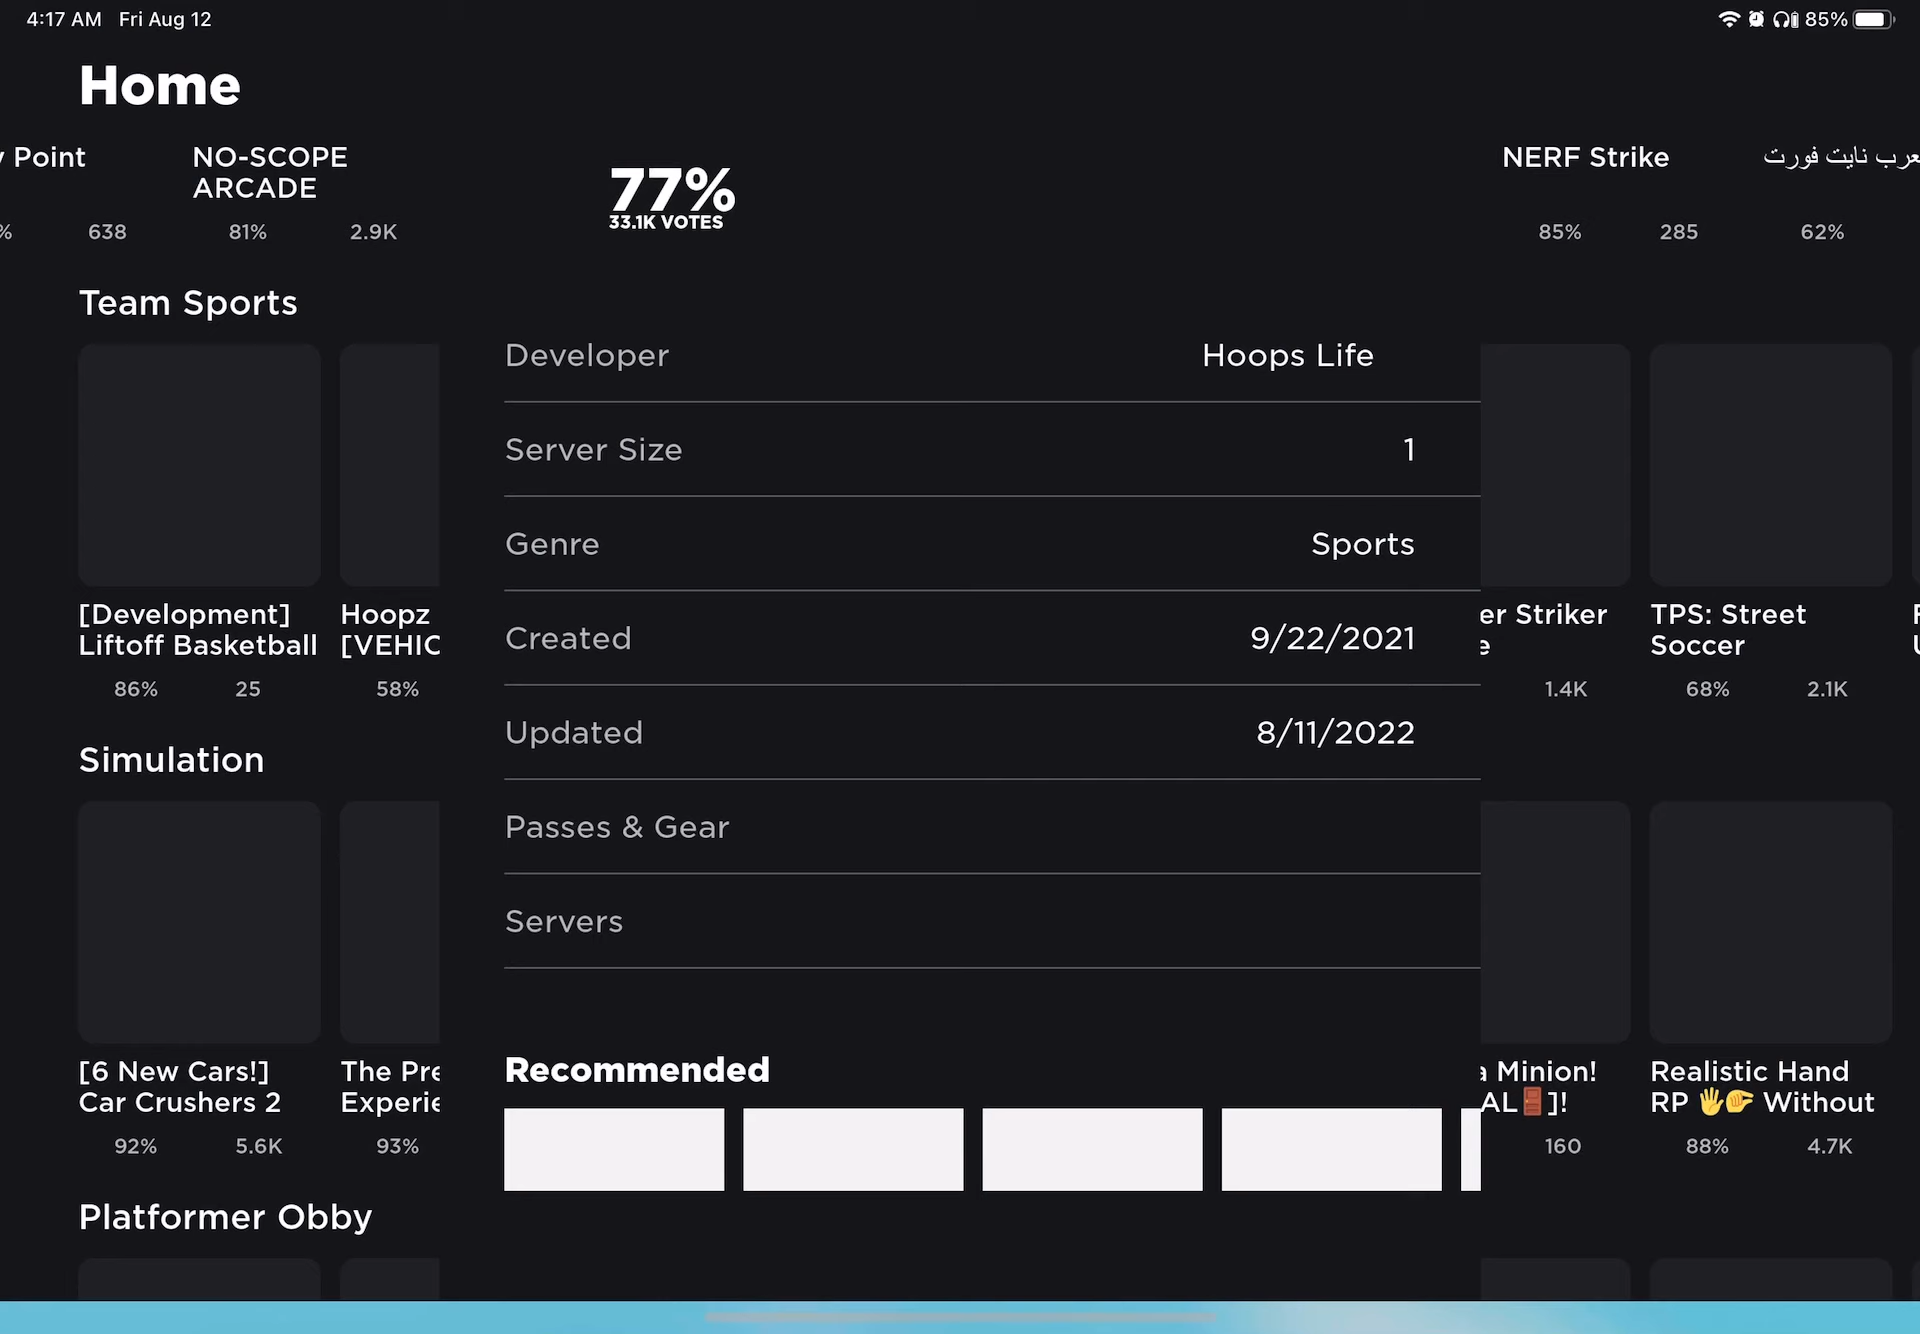 4:17 AM Fri Aug 12
85%
Home
y Point
NO-SCOPE
ARCADE
%
638
81%
2.9K
77%
33.1K VOTES
NERF Strike
85%
285
عرب نايت فورت
62%
Team Sports
[Development]
Liftoff Basketball
86%
25
Hoopz
[VEHIC
58%
Developer
Hoops Life
Server Size
1
Genre
Sports
Created
9/22/2021
Updated
8/11/2022
Passes & Gear
Servers
er Striker
e
1.4K
TPS: Street
Soccer
68%
2.1K
Simulation
[6 New Cars!]
Car Crushers 2
92%
5.6K
The Pre
Experie
93%
Recommended
a Minion!
AL🚪]!
160
Realistic Hand
RP 🖐🤏 Without
88%
4.7K
Platformer Obby